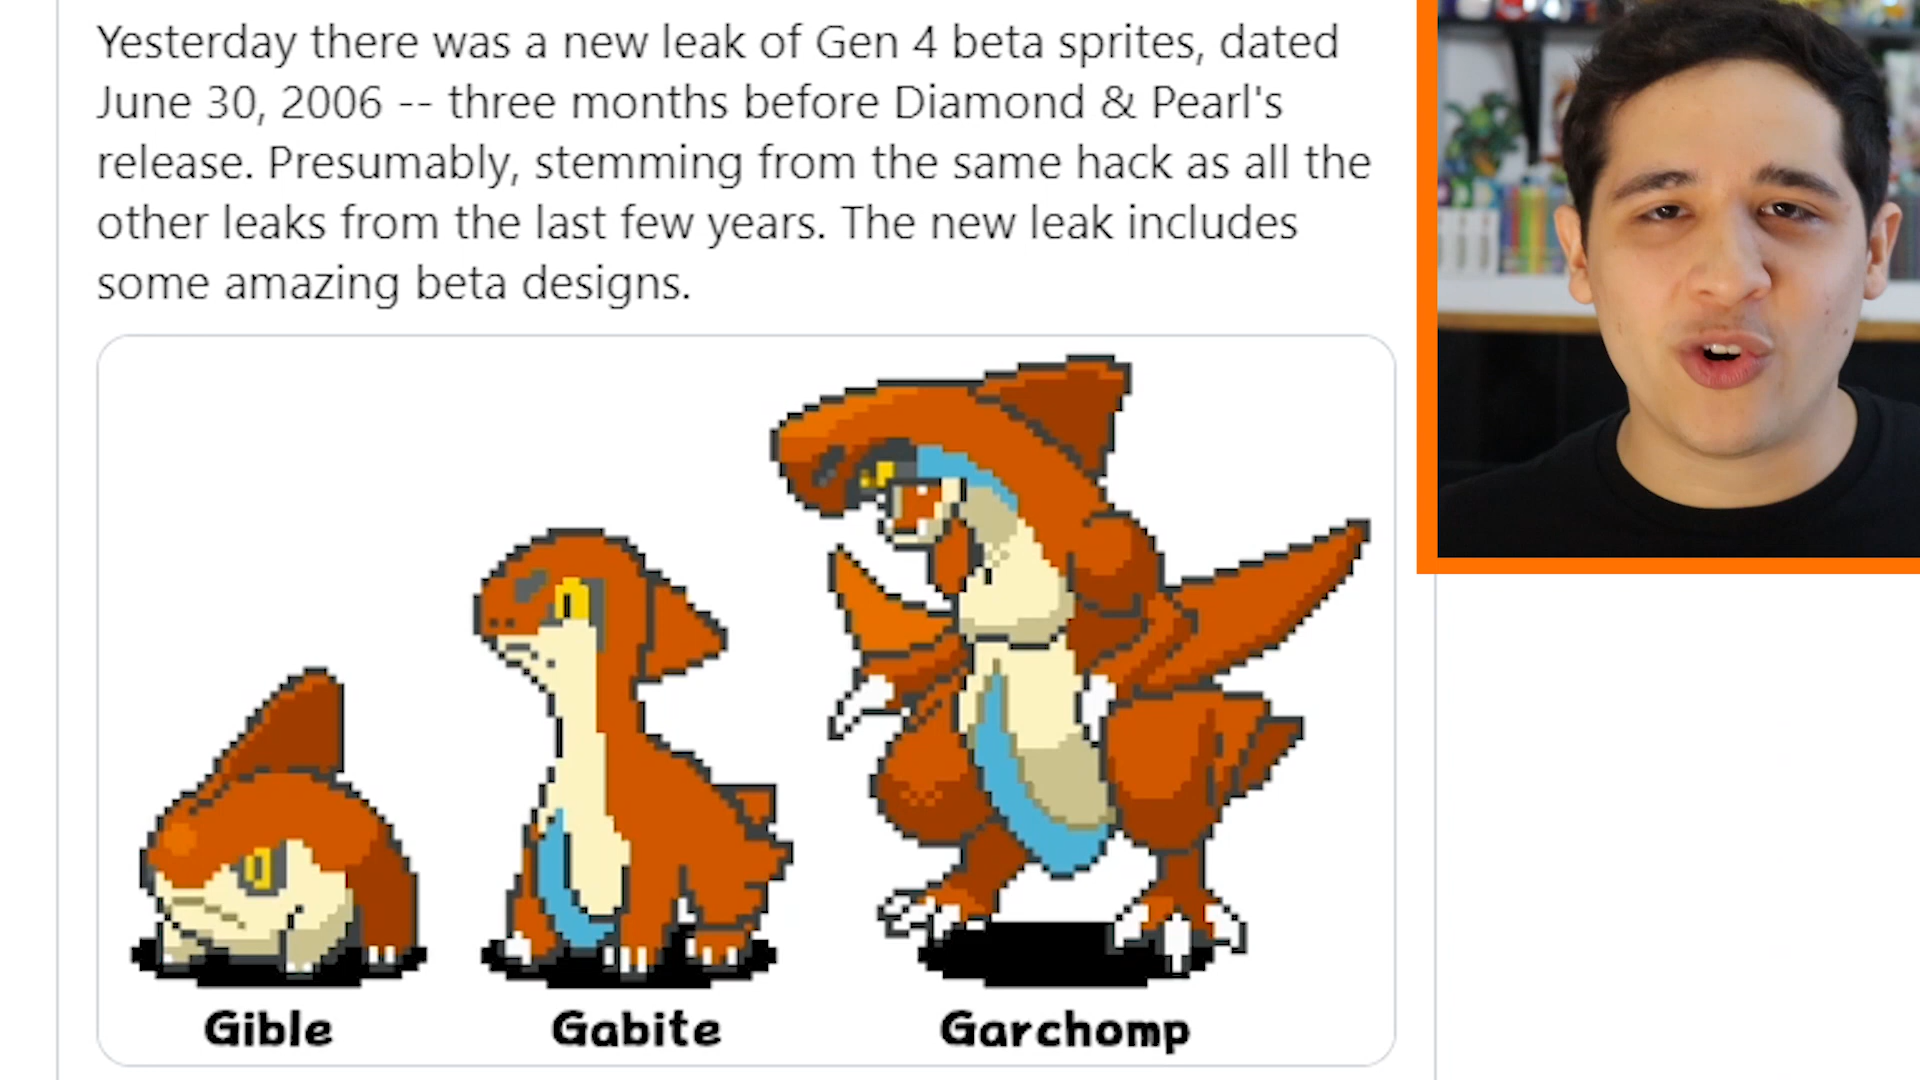 Yesterday there was a new leak of Gen 4 beta sprites, dated
June 30, 2006 -- three months before Diamond & Pearl's
release. Presumably, stemming from the same hack as all the
other leaks from the last few years. The new leak includes
some amazing beta designs.
Gible
Gabite
Garchomp